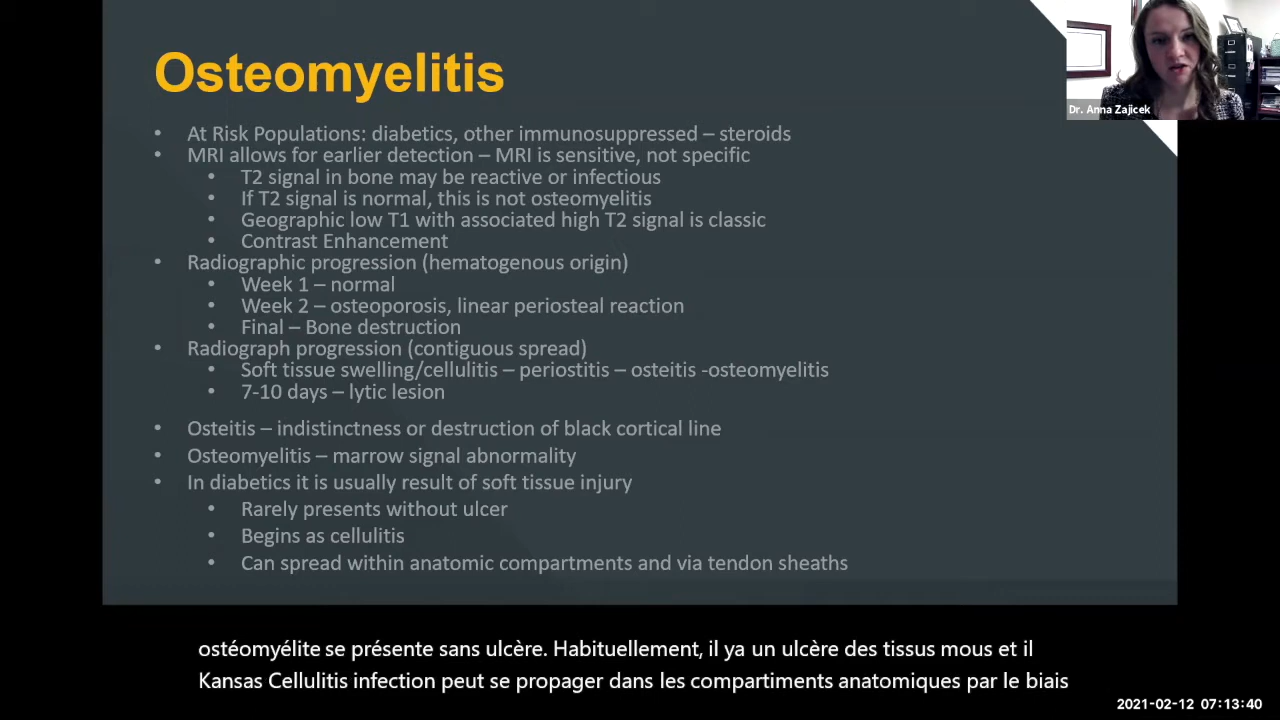 Osteomyelitis
• At Risk Populations: diabetics, other immunosuppressed – steroids
• MRI allows for earlier detection – MRI is sensitive, not specific
• T2 signal in bone may be reactive or infectious
• If T2 signal is normal, this is not osteomyelitis
• Geographic low T1 with associated high T2 signal is classic
• Contrast Enhancement
• Radiographic progression (hematogenous origin)
• Week 1 – normal
• Week 2 – osteoporosis, linear periosteal reaction
• Final – Bone destruction
• Radiograph progression (contiguous spread)
• Soft tissue swelling/cellulitis – periostitis – osteitis -osteomyelitis
• 7-10 days – lytic lesion
• Osteitis – indistinctness or destruction of black cortical line
• Osteomyelitis – marrow signal abnormality
• In diabetics it is usually result of soft tissue injury
• Rarely presents without ulcer
• Begins as cellulitis
• Can spread within anatomic compartments and via tendon sheaths
Dr. Anna Zajicek
ostéomyélite se présente sans ulcère. Habituellement, il ya un ulcère des tissus mous et il
Kansas Cellulitis infection peut se propager dans les compartiments anatomiques par le biais
2021-02-12 07:13:40